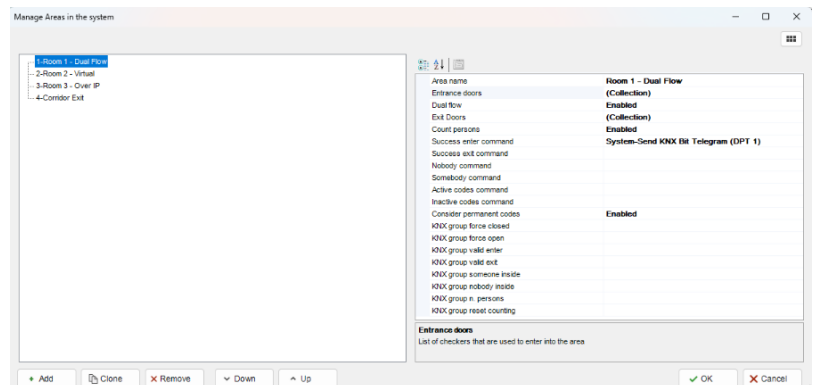 Manage Areas in the system
1-Room 1 - Dual Flow
2-Room 2 - Virtual
3-Room 3 - Over IP
4-Corridor Exit
Area name Room 1 - Dual Flow
Entrance doors (Collection)
Dual flow Enabled
Exit Doors (Collection)
Count persons Enabled
Success enter command System-Send KNX Bit Telegram (DPT 1)
Success exit command
Nobody command
Somebody command
Active codes command
Inactive codes command
Consider permanent codes Enabled
KNX group force closed
KNX group force open
KNX group valid enter
KNX group valid exit
KNX group someone inside
KNX group nobody inside
KNX group n. persons
KNX group reset counting
Entrance doors
List of checkers that are used to enter into the area
Add Clone Remove Down Up OK Cancel